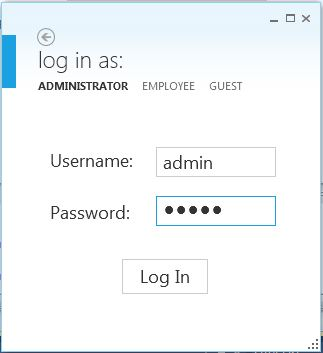 log in as:
ADMINISTRATOR EMPLOYEE GUEST
Username: admin
Password: ●●●●●
Log In